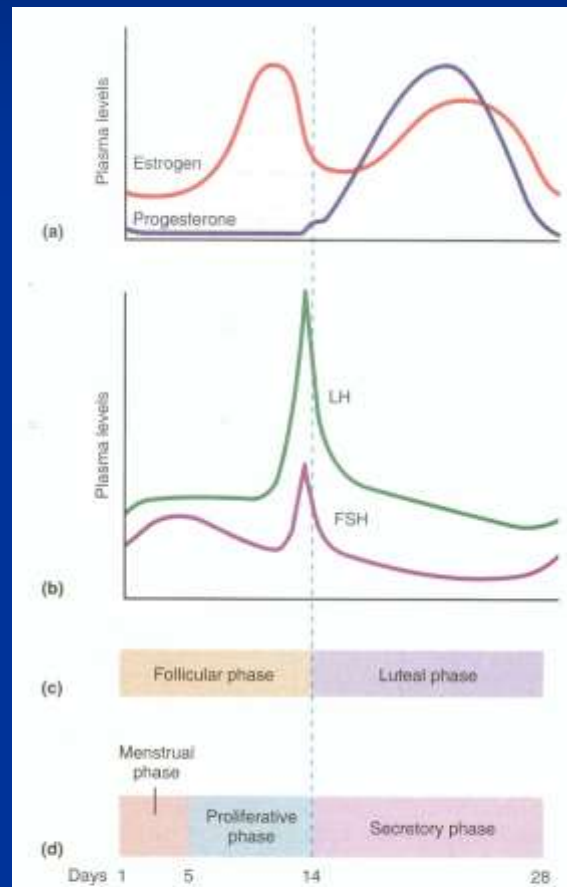 Plasma levels
Estrogen
Progesterone
(a)
Plasma levels
LH
FSH
(b)
(c)
Follicular phase
Luteal phase
Menstrual
phase
Proliferative
phase
Secretory phase
(d)
Days 1 5 14 28